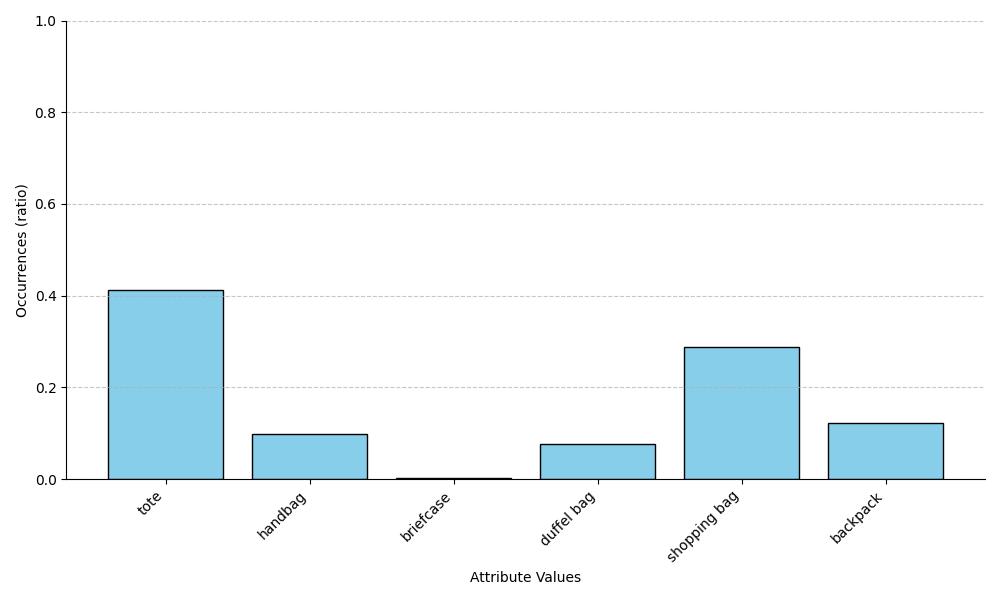 1.0
0.8
0.6
0.4
0.2
0.0
Occurrences (ratio)
tote
handbag
briefcase
duffel bag
shopping bag
backpack
Attribute Values